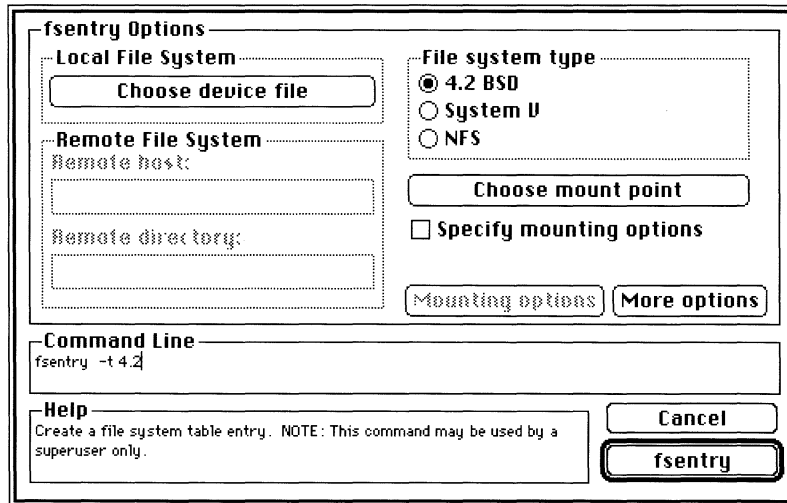 fsentry Options
Local File System
Choose device file
Remote File System
Remote host:
Remote directory:
File system type
4.2 BSD
System V
NFS
Choose mount point
Specify mounting options
Mounting options
More options
Command Line
fsentry -t 4.2
Help
Create a file system table entry. NOTE: This command may be used by a
superuser only.
Cancel
fsentry